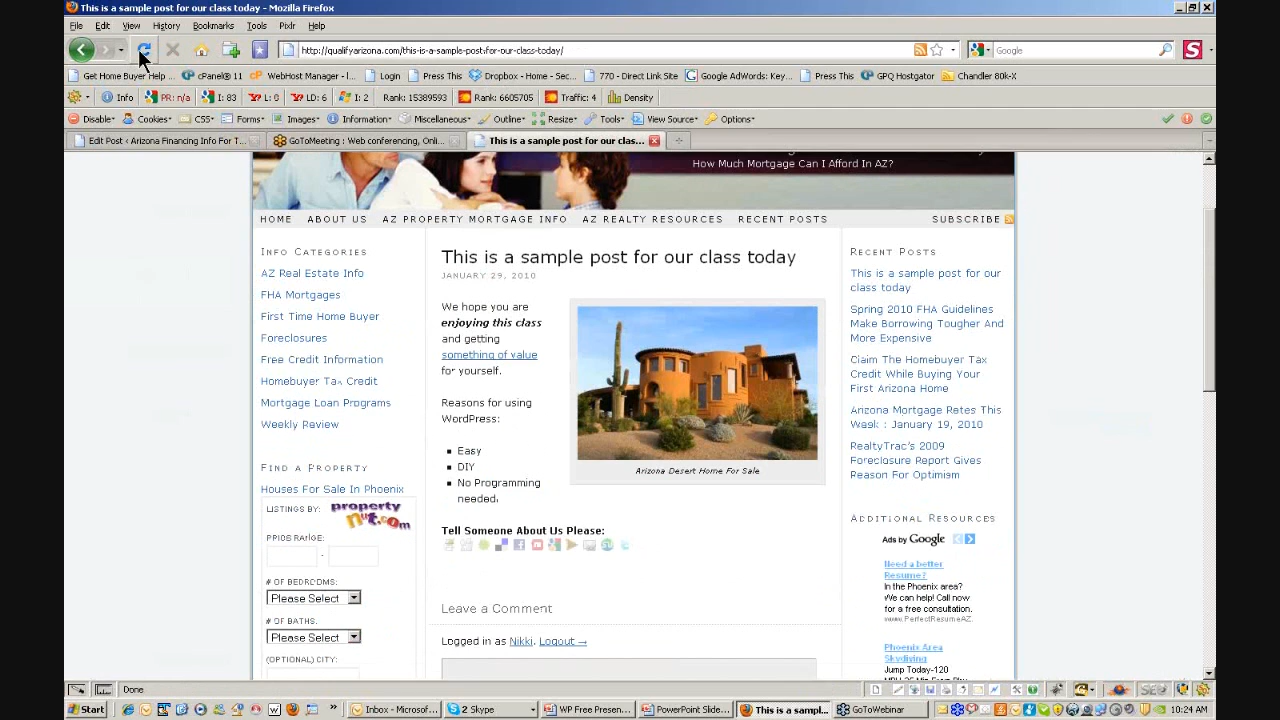 This is a sample post for our class today - Mozilla Firefox
File Edit View History Bookmarks Tools Pixlr Help
http://qualifyarizona.com/this-is-a-sample-post-for-our-class-today/
Google
Get Home Buyer Help ... cPanel® 11 WebHost Manager - l... Login Press This Dropbox - Home - Sec... 770 - Direct Link Site Google AdWords: Key... Press This GPQ Hostgator Chandler 80k-X
Info PR: n/a I: 83 L: 0 LD: 6 I: 2 Rank: 15389593 Rank: 6605705 Traffic: 4 Density
Disable Cookies CSS Forms Images Information Miscellaneous Outline Resize Tools View Source Options
Edit Post ‹ Arizona Financing Info For T... GoToMeeting : Web conferencing, Onli... This is a sample post for our clas...
How Much Mortgage Can I Afford In AZ?
HOME ABOUT US AZ PROPERTY MORTGAGE INFO AZ REALTY RESOURCES RECENT POSTS SUBSCRIBE
Info Categories
AZ Real Estate Info
FHA Mortgages
First Time Home Buyer
Foreclosures
Free Credit Information
Homebuyer Tax Credit
Mortgage Loan Programs
Weekly Review
Find a Property
Houses For Sale In Phoenix
LISTINGS BY: propertynut.com
PRICE RANGE:
-
# OF BEDROOMS:
Please Select
# OF BATHS:
Please Select
(OPTIONAL) CITY:
This is a sample post for our class today
JANUARY 29, 2010
We hope you are
enjoying this class
and getting
something of value
for yourself.
Reasons for using
WordPress:
Easy
DIY
No Programming
needed.
Arizona Desert Home For Sale
Tell Someone About Us Please:
Leave a Comment
Logged in as Nikki. Logout →
Recent Posts
This is a sample post for our
class today
Spring 2010 FHA Guidelines
Make Borrowing Tougher And
More Expensive
Claim The Homebuyer Tax
Credit While Buying Your
First Arizona Home
Arizona Mortgage Rates This
Week : January 19, 2010
RealtyTrac's 2009
Foreclosure Report Gives
Reason For Optimism
Additional Resources
Ads by Google
Need a better
Resume?
In the Phoenix area?
We can help! Call now
for a free consultation.
www.PerfectResumeAZ.
Phoenix Area
Skydiving
Jump Today-120
Done
Start Inbox - Microsof... 2 Skype WP Free Presen... PowerPoint Slide... This is a sampl... GoToWebinar 10:24 AM